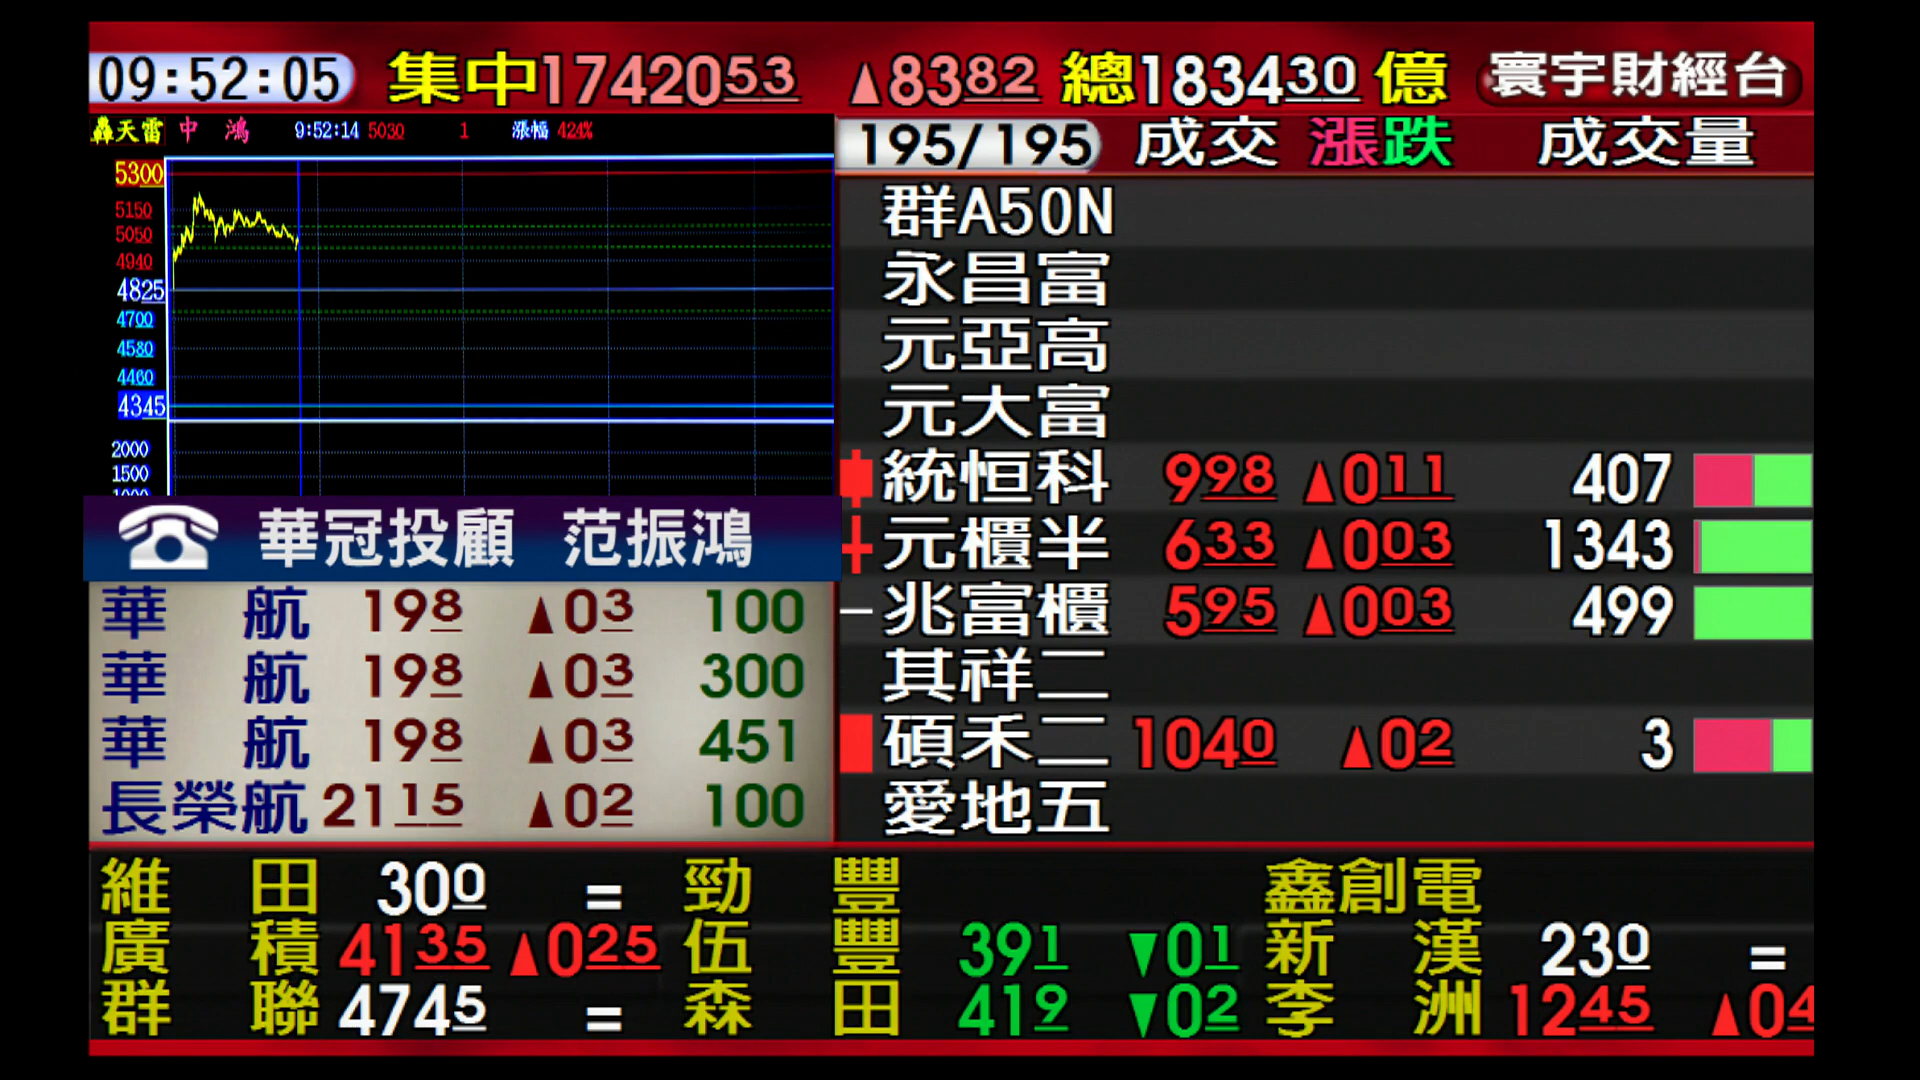 09:52:05 集中 1742053 ▲8382 總183430億 寰宇財經台
轟天雷 中鴻 9:52:14 5030 1 漲幅 424%
195/195 成交 漲跌 成交量
5300
5150
5050
4940
4825
4700
4580
4460
4345
2000
1500
群A50N
永昌富
元亞高
元大富
統恒科 998 ▲011 407
元櫃半 633 ▲003 1343
兆富櫃 595 ▲003 499
其祥二
碩禾二 1040 ▲02 3
愛地五
華冠投顧 范振鴻
華航 198 ▲03 100
華航 198 ▲03 300
華航 198 ▲03 451
長榮航 2115 ▲02 100
維田 300 = 勁豐 鑫創電
廣積 4135 ▲025 伍豐 391 ▼01 新漢 230 =
群聯 4745 = 森田 419 ▼02 李洲 1245 ▲04